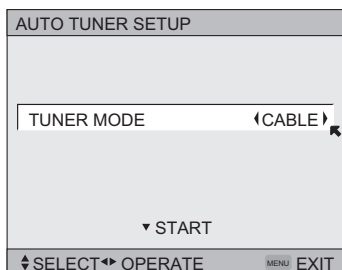 AUTO TUNER SETUP
TUNER MODE CABLE
START
SELECT OPERATE MENU EXIT